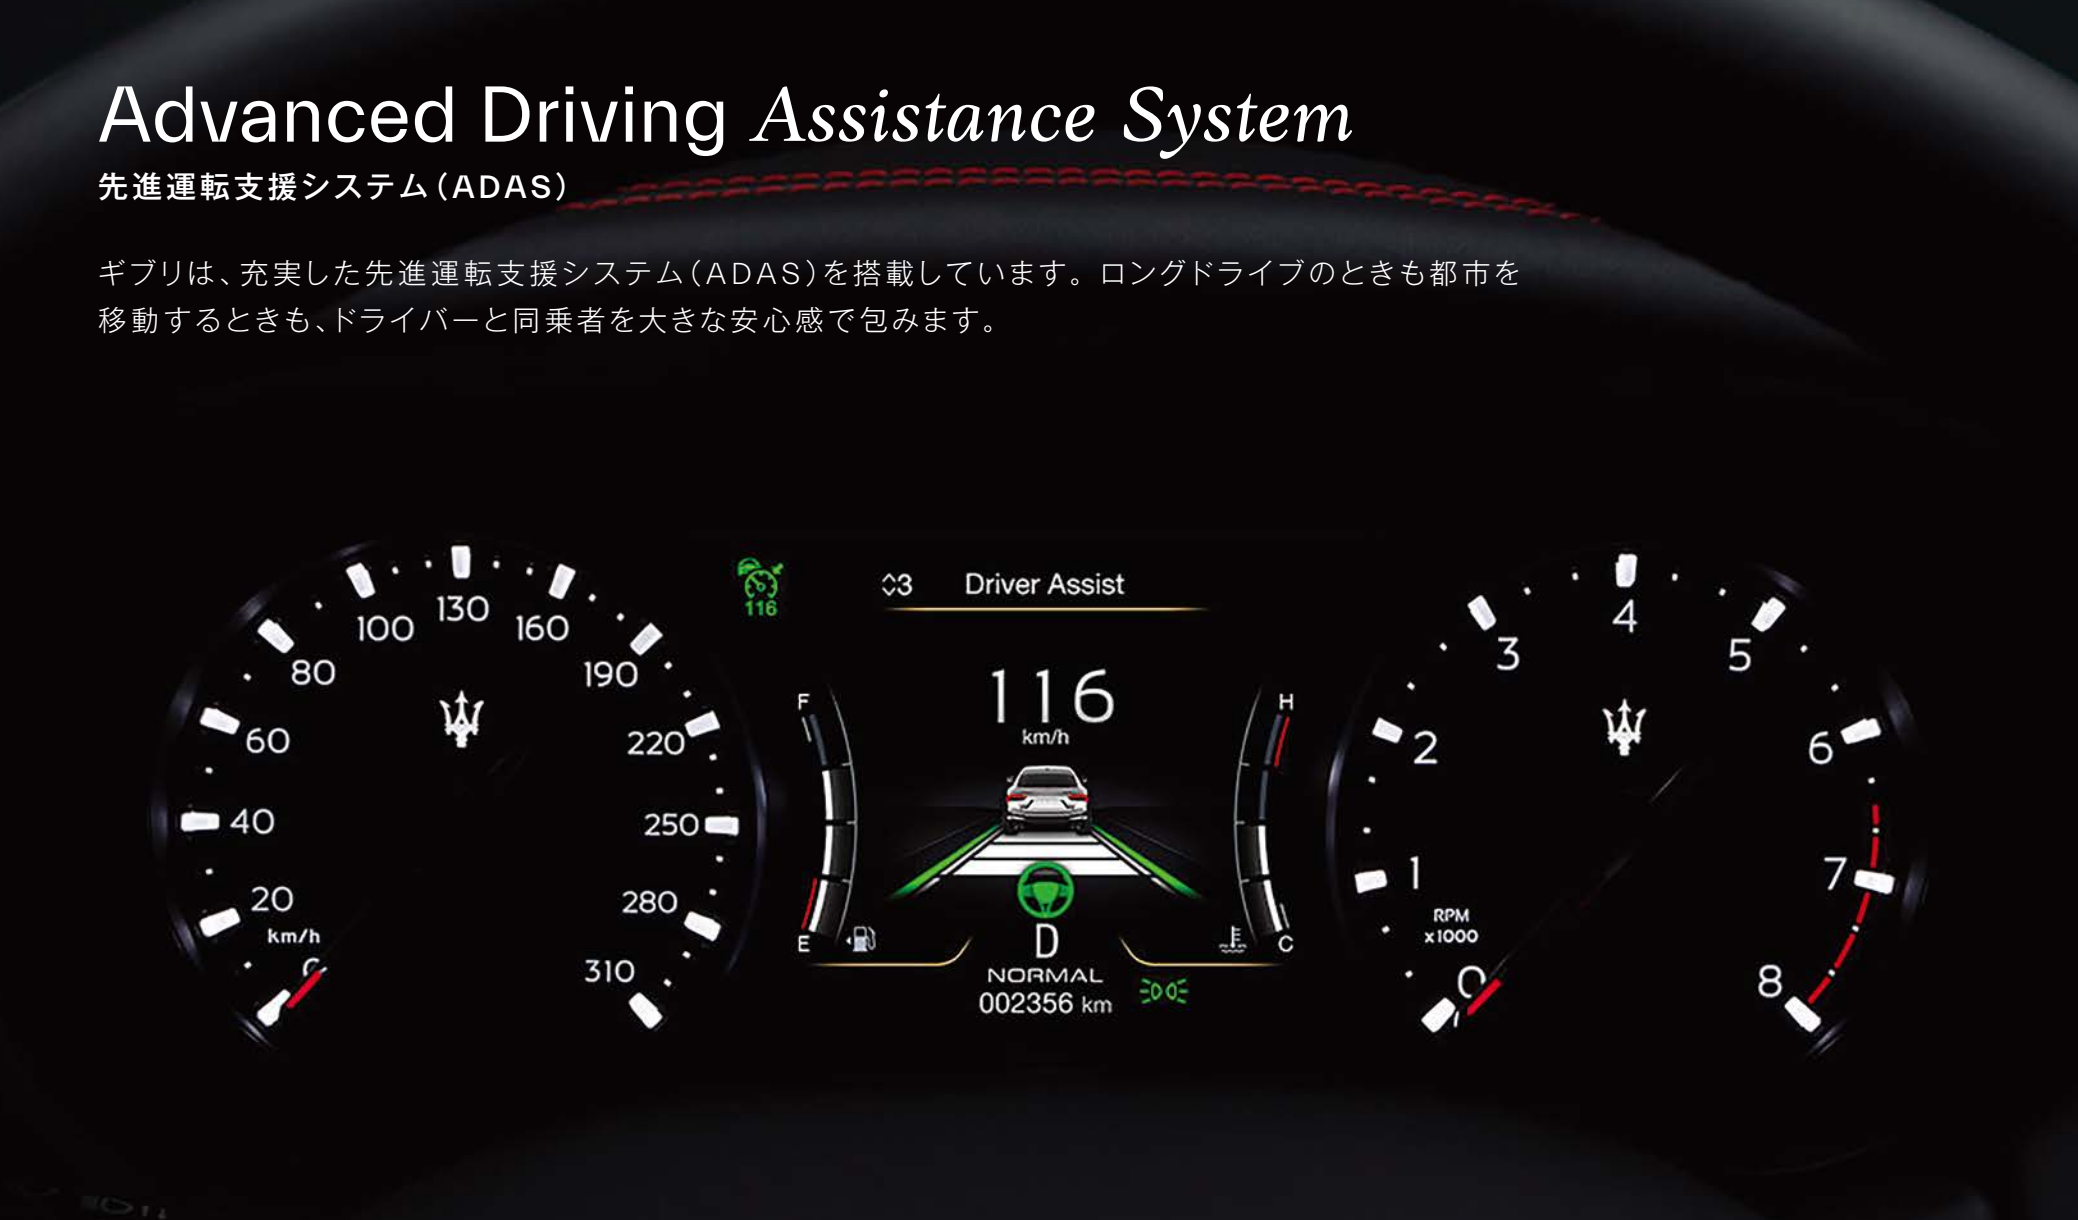 Advanced Driving Assistance System
先進運転支援システム（ADAS）
ギブリは、充実した先進運転支援システム（ADAS）を搭載しています。ロングドライブのときも都市を
移動するときも、ドライバーと同乗者を大きな安心感で包みます。
0
20
40
60
80
100
130
160
190
220
250
280
310
km/h
116
3 Driver Assist
116
km/h
F
E
H
C
D
NORMAL
002356 km
0
1
2
3
4
5
6
7
8
RPM
x1000